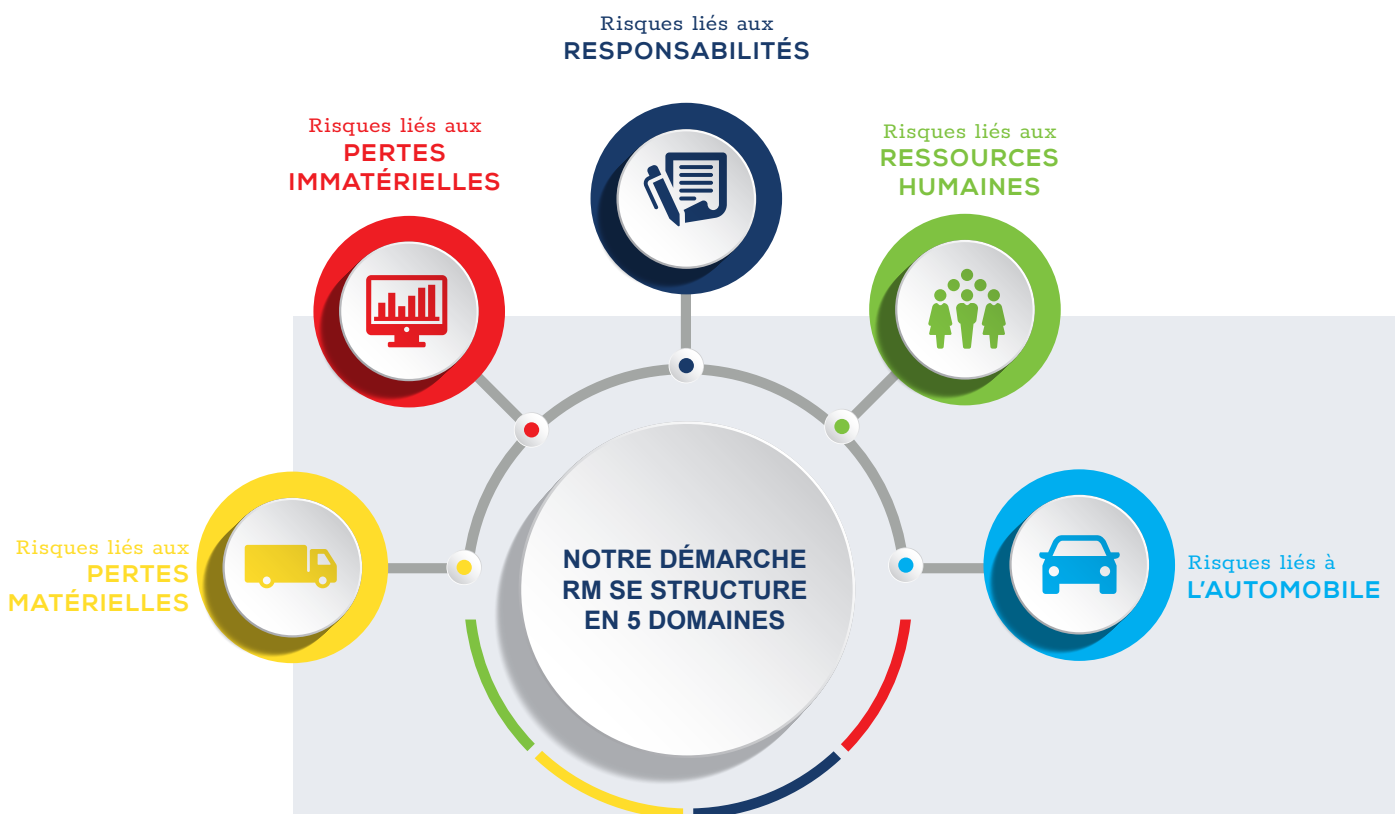 Risques liés aux
RESPONSABILITÉS
Risques liés aux
PERTES
IMMATÉRIELLES
Risques liés aux
RESSOURCES
HUMAINES
Risques liés aux
PERTES
MATÉRIELLES
NOTRE DÉMARCHE
RM SE STRUCTURE
EN 5 DOMAINES
Risques liés à
L'AUTOMOBILE